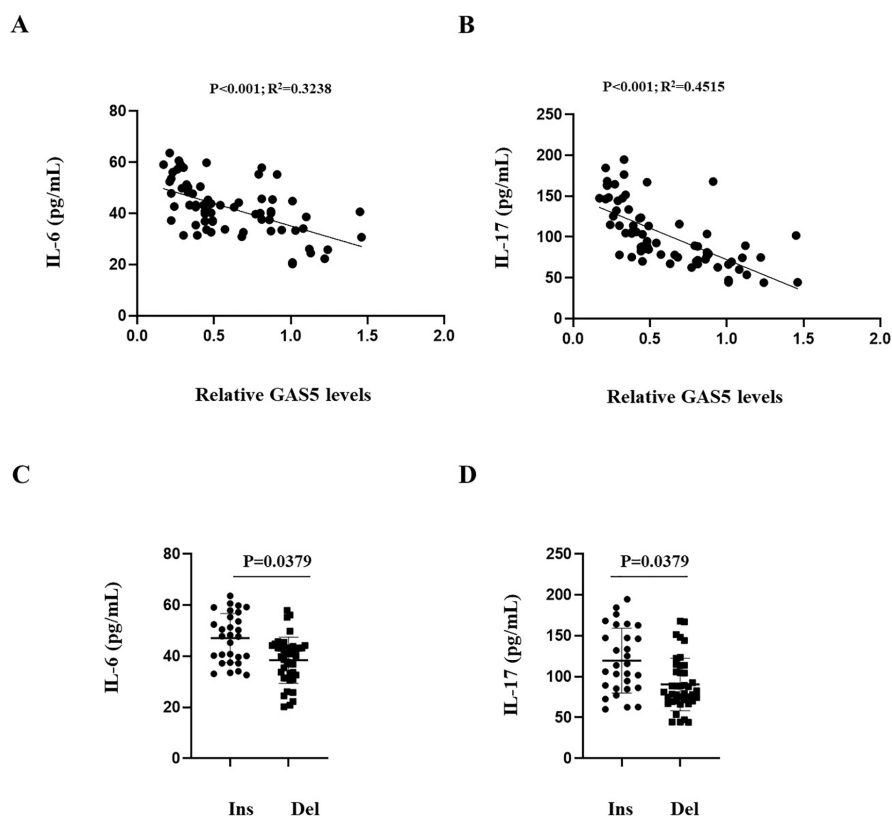 A
P<0.001; R²=0.3238
80
60
40
20
0
0.0 0.5 1.0 1.5 2.0
IL-6 (pg/mL)
Relative GAS5 levels
B
P<0.001; R²=0.4515
250
200
150
100
50
0
0.0 0.5 1.0 1.5 2.0
IL-17 (pg/mL)
Relative GAS5 levels
C
P=0.0379
80
60
40
20
0
IL-6 (pg/mL)
Ins Del
D
P=0.0379
250
200
150
100
50
0
IL-17 (pg/mL)
Ins Del